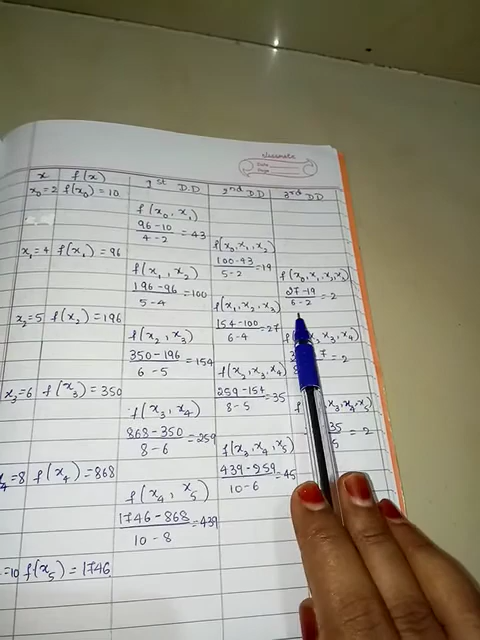 classmate
Date
Page
x f(x) 1st D.D 2nd DD 3rd DD
x₀=2 f(x₀)=10
f(x₀, x₁)
96-10
4-2
=43
f(x₀, x₁, x₂)
100-43
5-2
=19
x₁=4 f(x₁)=96
f(x₁, x₂)
196-96
5-4
=100
f(x₀, x₁, x₂, x₃)
27-19
6-2
=2
f(x₁, x₂, x₃)
154-100
6-4
=27
x₂=5 f(x₂)=196
f(x₂, x₃)
350-196
6-5
=154
x₃, x₄)
=2
f(x₂, x₃, x₄)
259-154
8-5
=35
x₃=6 f(x₃)=350
f(x₃, x₄)
868-350
8-6
=259
x₃, x₄, x₅)
35
=2
f(x₃, x₄, x₅)
439-259
10-6
=45
f(x₄)=868
f(x₄, x₅)
1746-868
10-8
=439
=10 f(x₅)=1746